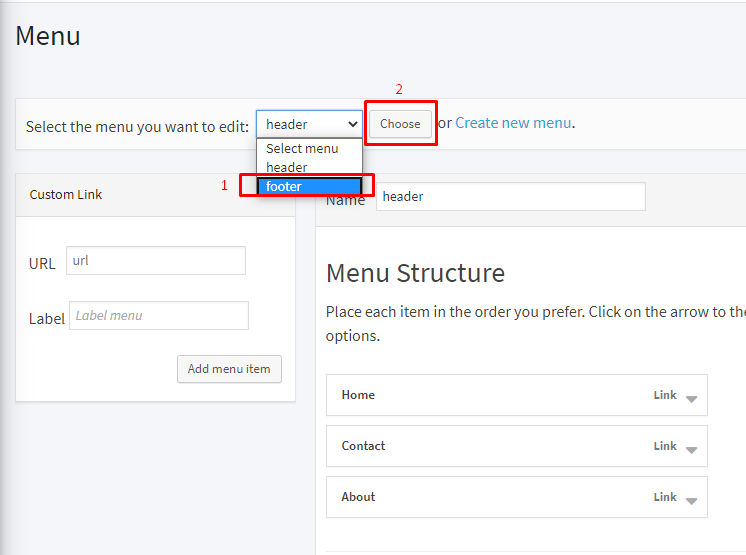 Menu
2
Select the menu you want to edit: header Choose or Create new menu.
Select menu
header
1 footer
Custom Link
Name header
URL url
Label Label menu
Add menu item
Menu Structure
Place each item in the order you prefer. Click on the arrow to the
options.
Home Link
Contact Link
About Link